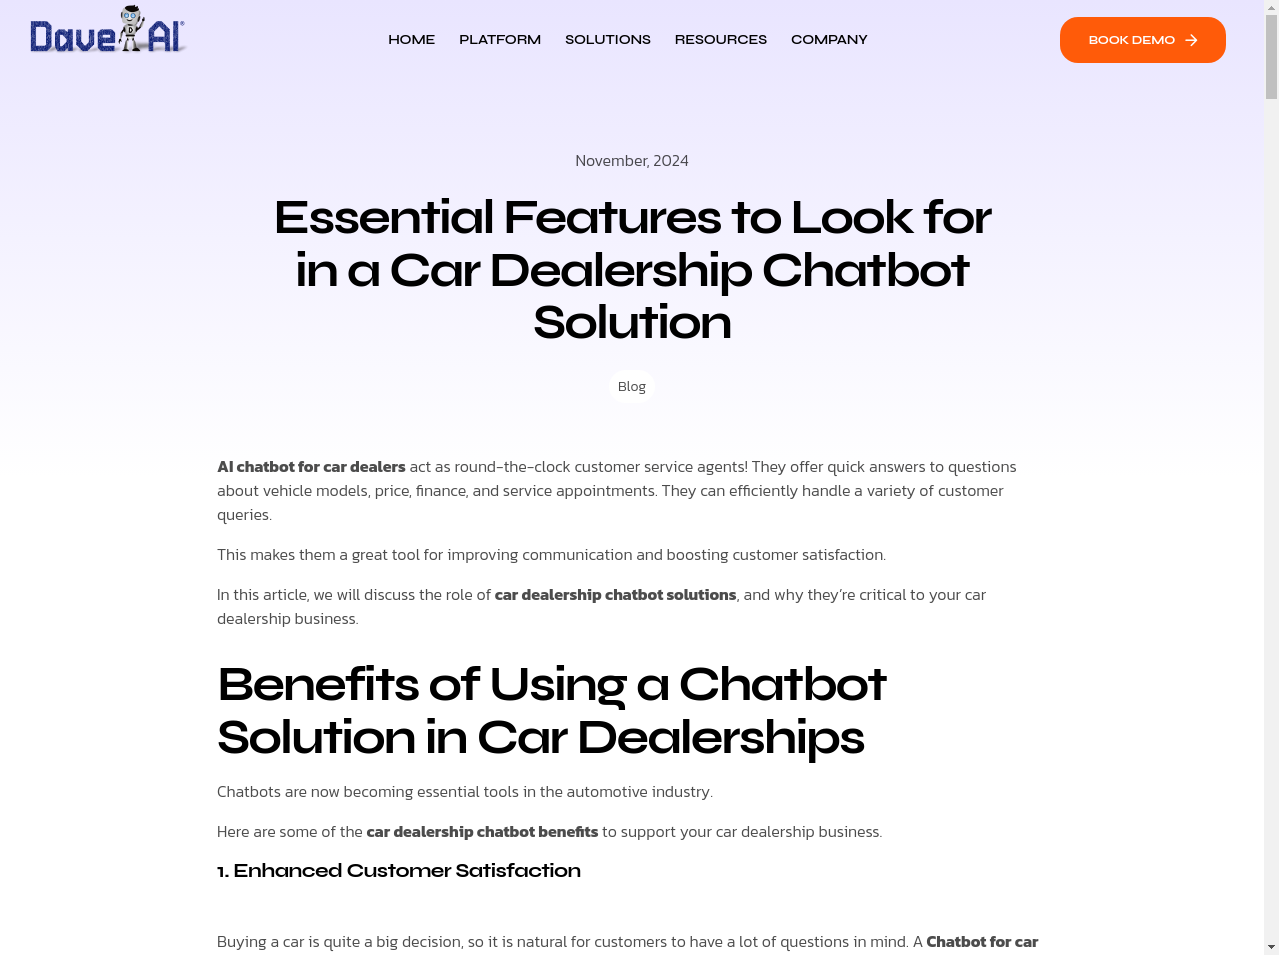 Dave AI
HOME PLATFORM SOLUTIONS RESOURCES COMPANY
BOOK DEMO
November, 2024
Essential Features to Look for
in a Car Dealership Chatbot
Solution
Blog
AI chatbot for car dealers act as round-the-clock customer service agents! They offer quick answers to questions
about vehicle models, price, finance, and service appointments. They can efficiently handle a variety of customer
queries.
This makes them a great tool for improving communication and boosting customer satisfaction.
In this article, we will discuss the role of car dealership chatbot solutions, and why they’re critical to your car
dealership business.
Benefits of Using a Chatbot
Solution in Car Dealerships
Chatbots are now becoming essential tools in the automotive industry.
Here are some of the car dealership chatbot benefits to support your car dealership business.
1. Enhanced Customer Satisfaction
Buying a car is quite a big decision, so it is natural for customers to have a lot of questions in mind. A Chatbot for car